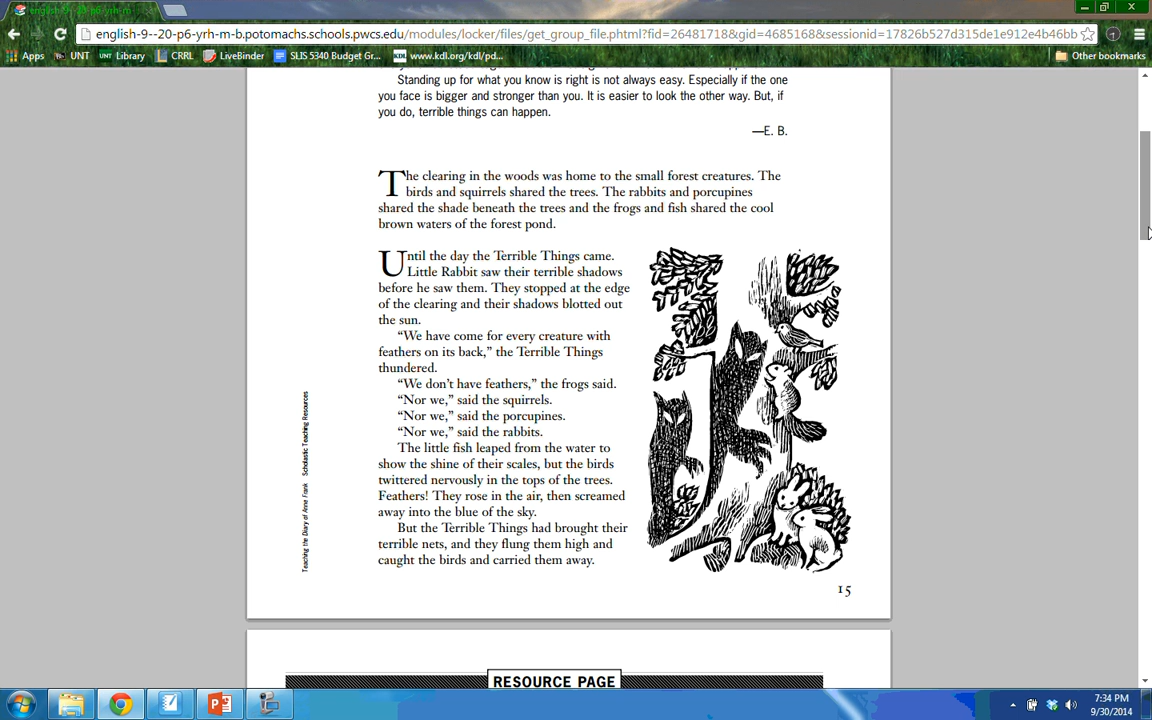 english-9--20-p6-yrh-m-
english-9--20-p6-yrh-m-b.potomachs.schools.pwcs.edu/modules/locker/files/get_group_file.phtml?fid=26481718&gid=4685168&sessionid=17826b527d315de1e912e4b46bb
Apps UNT Library CRRL LiveBinder SLIS 5340 Budget Gr... www.kdl.org/kdl/pd... Other bookmarks
Standing up for what you know is right is not always easy. Especially if the one
you face is bigger and stronger than you. It is easier to look the other way. But, if
you do, terrible things can happen.
—E. B.
The clearing in the woods was home to the small forest creatures. The
birds and squirrels shared the trees. The rabbits and porcupines
shared the shade beneath the trees and the frogs and fish shared the cool
brown waters of the forest pond.
Until the day the Terrible Things came.
Little Rabbit saw their terrible shadows
before he saw them. They stopped at the edge
of the clearing and their shadows blotted out
the sun.
“We have come for every creature with
feathers on its back,” the Terrible Things
thundered.
“We don’t have feathers,” the frogs said.
“Nor we,” said the squirrels.
“Nor we,” said the porcupines.
“Nor we,” said the rabbits.
The little fish leaped from the water to
show the shine of their scales, but the birds
twittered nervously in the tops of the trees.
Feathers! They rose in the air, then screamed
away into the blue of the sky.
But the Terrible Things had brought their
terrible nets, and they flung them high and
caught the birds and carried them away.
Teaching the Diary of Anne Frank Scholastic Teaching Resources
15
RESOURCE PAGE
7:34 PM
9/30/2014